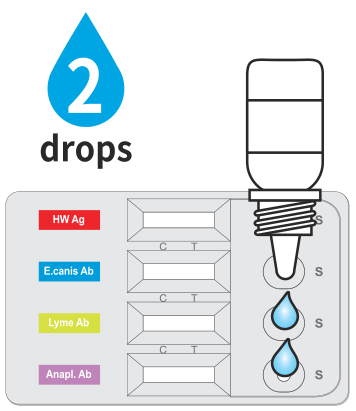 2
drops
HW Ag S
C T
E.canis Ab S
C T
Lyme Ab S
C T
Anapl. Ab S